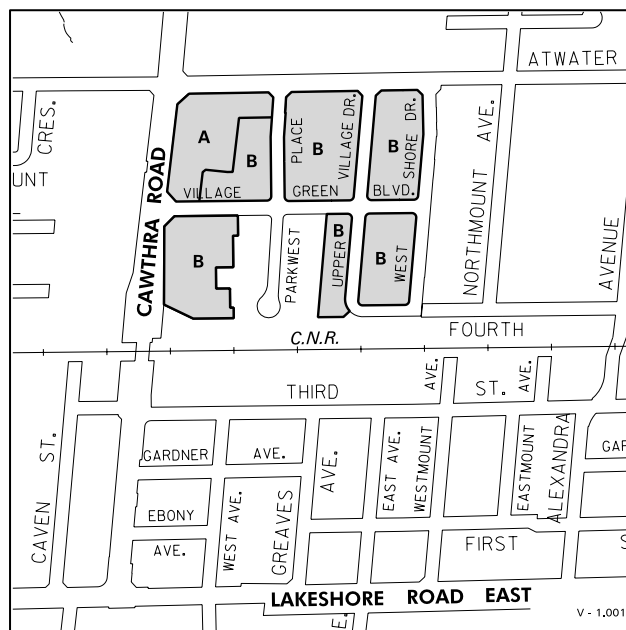 ATWATER
CRES.
UNT
CAWTHRA ROAD
A
B
PLACE
B
VILLAGE DR.
B
SHORE DR.
NORTHMOUNT AVE.
AVENUE
VILLAGE GREEN BLVD.
B
PARKWEST
B
UPPER
B
WEST
FOURTH
C.N.R.
THIRD ST.
AVE.
AVE.
CAVEN ST.
GARDNER AVE.
AVE.
EAST AVE.
WESTMOUNT
EASTMOUNT
ALEXANDRA
GAR
EBONY
AVE.
WEST AVE.
GREAVES
FIRST S
LAKESHORE ROAD EAST
E.
V - 1.001